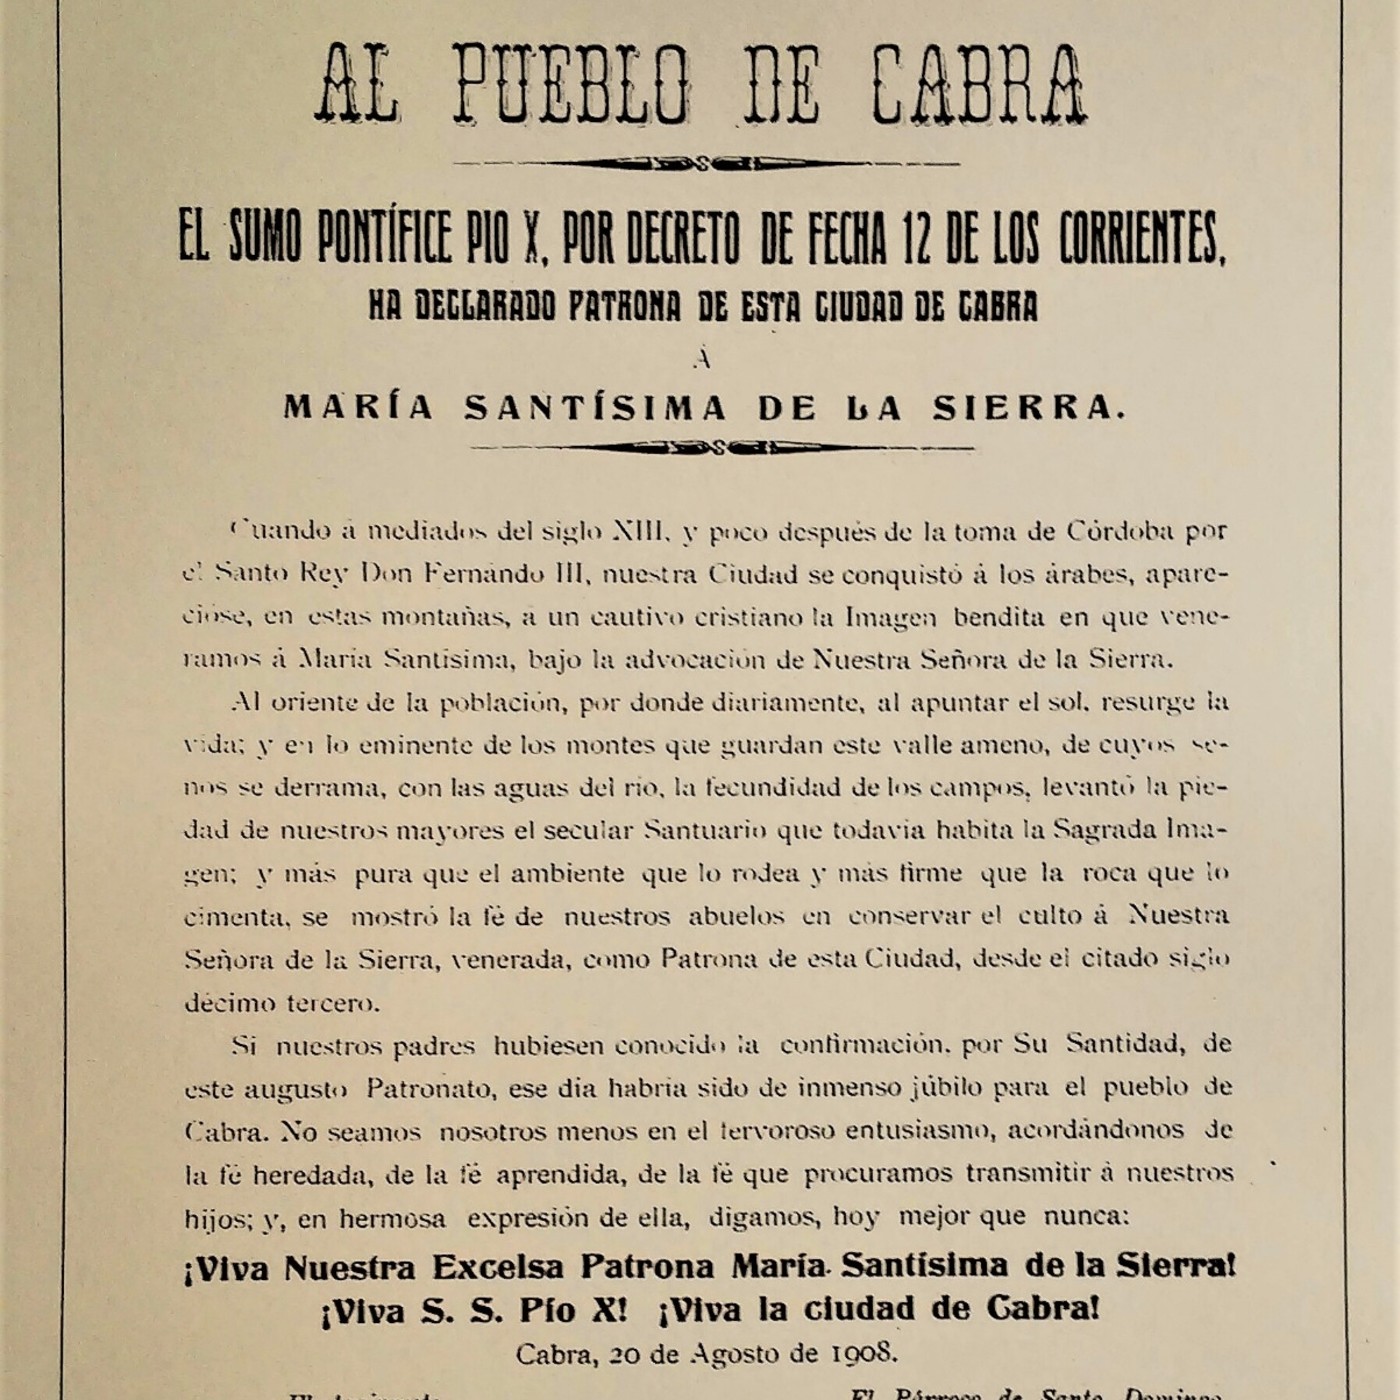 AL PUEBLO DE CABRA
EL SUMO PONTÍFICE PIO X, POR DECRETO DE FECHA 12 DE LOS CORRIENTES,
HA DECLARADO PATRONA DE ESTA CIUDAD DE CABRA
Á
MARÍA SANTÍSIMA DE LA SIERRA.
Cuando á mediados del siglo XIII, y poco después de la toma de Córdoba por
el Santo Rey Don Fernando III, nuestra Ciudad se conquistó á los árabes, apare-
cióse, en estas montañas, a un cautivo cristiano la Imagen bendita en que vene-
ramos á María Santísima, bajo la advocación de Nuestra Señora de la Sierra.
Al oriente de la población, por donde diariamente, al apuntar el sol, resurge la
vida; y en lo eminente de los montes que guardan este valle ameno, de cuyos se-
nos se derrama, con las aguas del río, la fecundidad de los campos, levantó la pie-
dad de nuestros mayores el secular Santuario que todavía habita la Sagrada Ima-
gen; y más pura que el ambiente que lo rodea y más firme que la roca que lo
cimenta, se mostró la fé de nuestros abuelos en conservar el culto á Nuestra
Señora de la Sierra, venerada, como Patrona de esta Ciudad, desde el citado siglo
décimo tercero.
Si nuestros padres hubiesen conocido la confirmación, por Su Santidad, de
este augusto Patronato, ese día habría sido de inmenso júbilo para el pueblo de
Cabra. No seamos nosotros menos en el fervoroso entusiasmo, acordándonos de
la fé heredada, de la fé aprendida, de la fé que procuramos transmitir á nuestros
hijos; y, en hermosa expresión de ella, digamos, hoy mejor que nunca:
¡Viva Nuestra Excelsa Patrona María Santísima de la Sierra!
¡Viva S. S. Pío X! ¡Viva la ciudad de Cabra!
Cabra, 20 de Agosto de 1908.
El Párroco de Santo Domingo